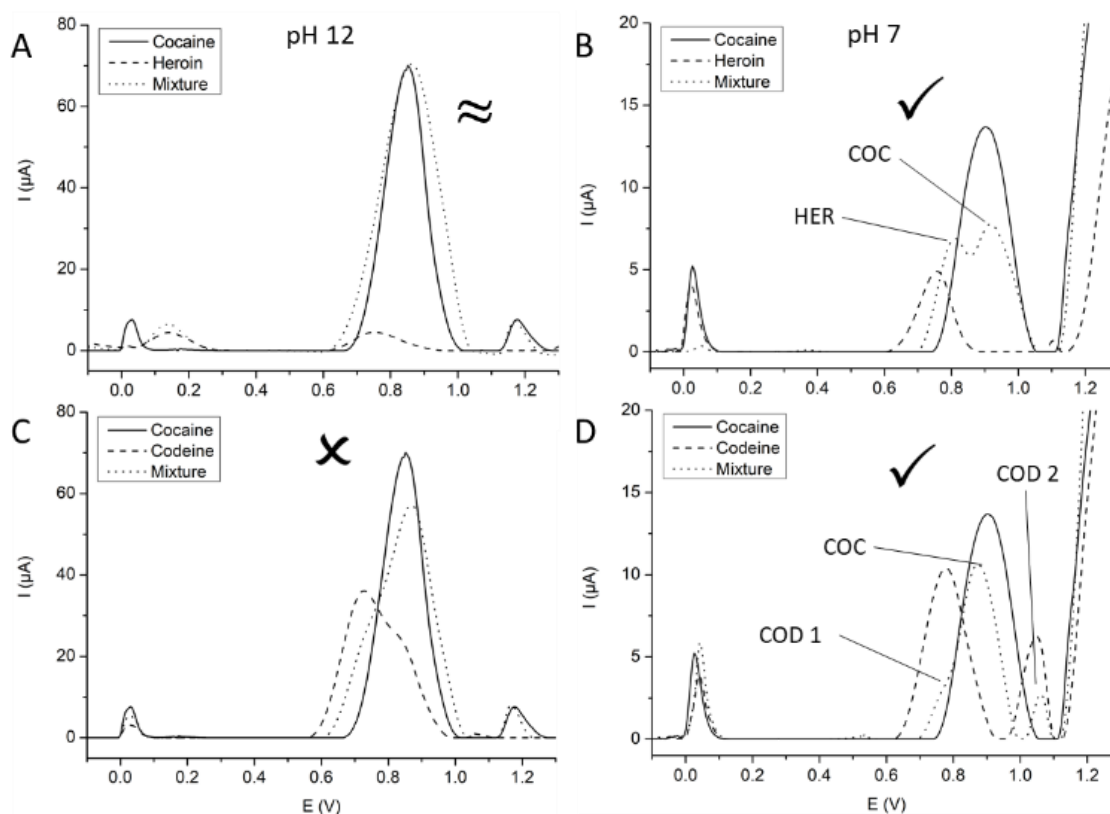 A
pH 12
Cocaine
Heroin
Mixture
80
60
40
20
0
I (µA)
0.0 0.2 0.4 0.6 0.8 1.0 1.2
≈
B
pH 7
Cocaine
Heroin
Mixture
20
15
10
5
0
I (µA)
COC
HER
0.0 0.2 0.4 0.6 0.8 1.0 1.2
C
Cocaine
Codeine
Mixture
80
60
40
20
0
I (µA)
0.0 0.2 0.4 0.6 0.8 1.0 1.2
E (V)
D
Cocaine
Codeine
Mixture
20
15
10
5
0
I (µA)
COD 2
COC
COD 1
0.0 0.2 0.4 0.6 0.8 1.0 1.2
E (V)